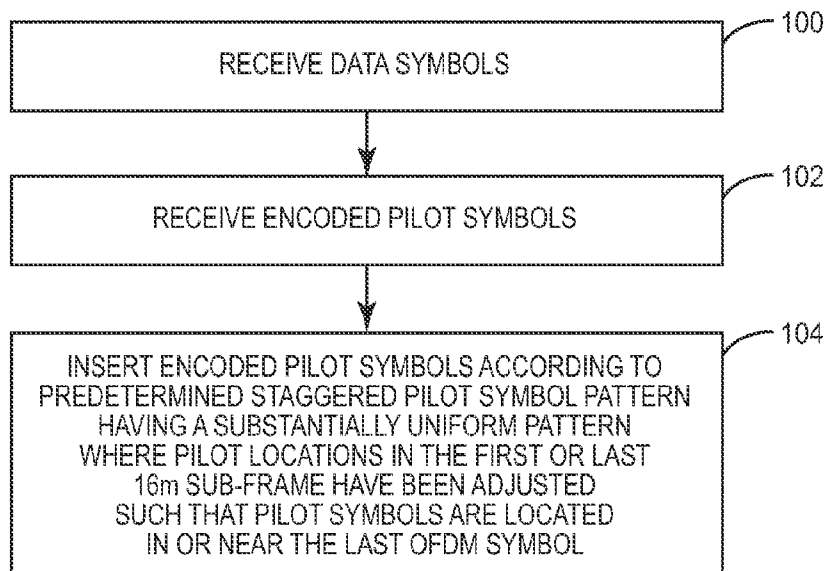 100
RECEIVE DATA SYMBOLS
102
RECEIVE ENCODED PILOT SYMBOLS
104
INSERT ENCODED PILOT SYMBOLS ACCORDING TO
PREDETERMINED STAGGERED PILOT SYMBOL PATTERN
HAVING A SUBSTANTIALLY UNIFORM PATTERN
WHERE PILOT LOCATIONS IN THE FIRST OR LAST
16m SUB-FRAME HAVE BEEN ADJUSTED
SUCH THAT PILOT SYMBOLS ARE LOCATED
IN OR NEAR THE LAST OFDM SYMBOL